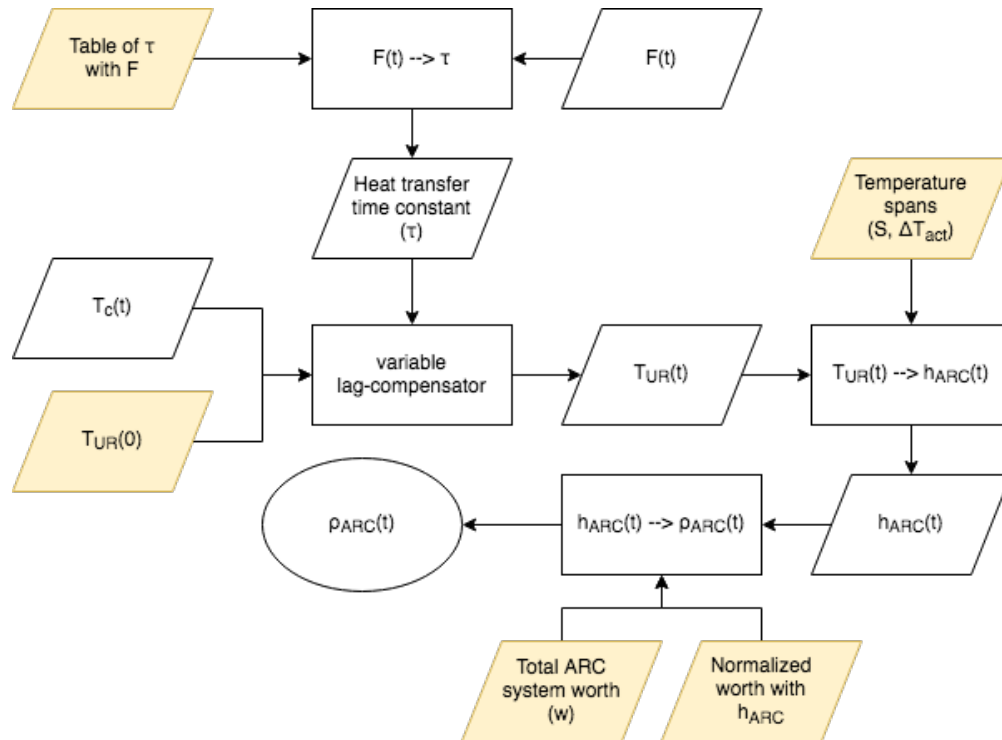 Table of τ
with F
F(t) --> τ
F(t)
Heat transfer
time constant
(τ)
Temperature
spans
(S, ΔTact)
Tc(t)
variable
lag-compensator
TUR(t)
TUR(t) --> hARC(t)
TUR(0)
ρARC(t)
hARC(t) --> ρARC(t)
hARC(t)
Total ARC
system worth
(w)
Normalized
worth with
hARC